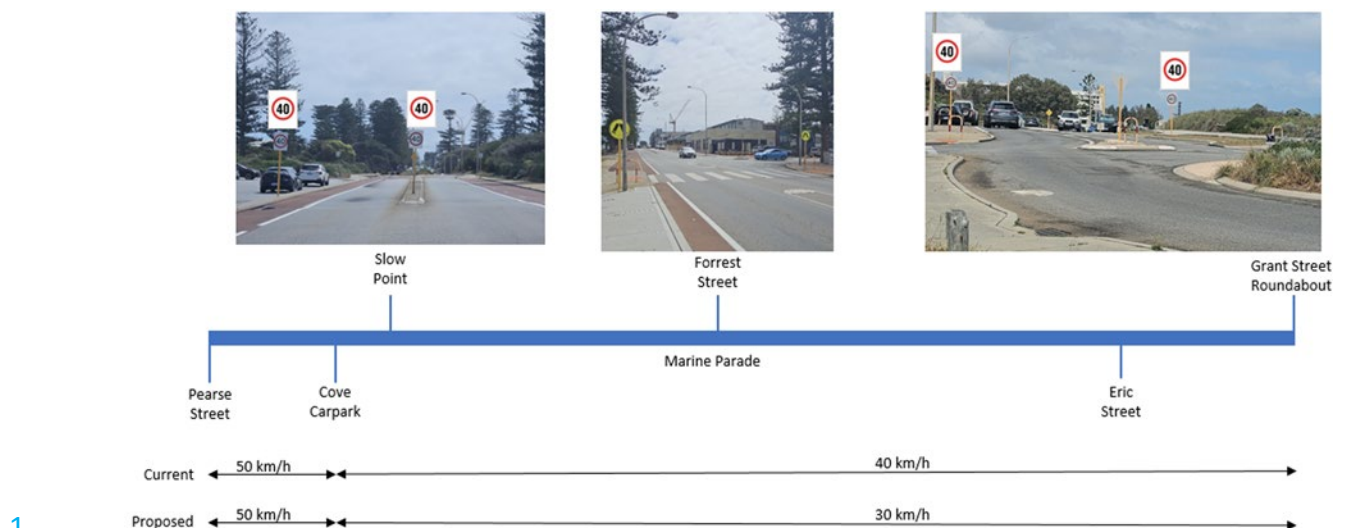 40
40
40
40
Slow
Point
Forrest
Street
Grant Street
Roundabout
Marine Parade
Pearse
Street
Cove
Carpark
Eric
Street
Current
50 km/h
40 km/h
1
Proposed
50 km/h
30 km/h